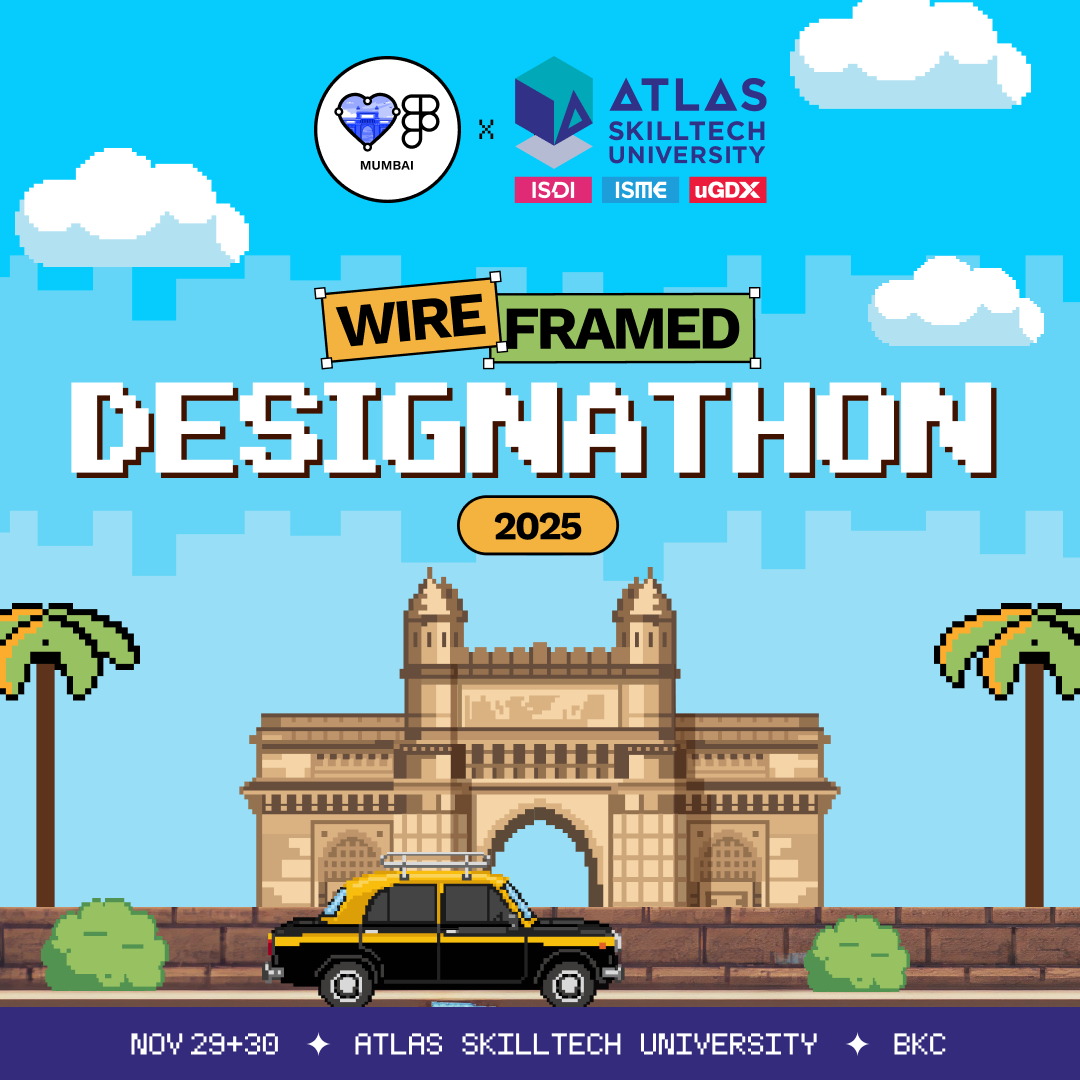 MUMBAI
x
ATLAS
SKILLTECH
UNIVERSITY
ISDI ISME uGDX
WIRE FRAMED
DESIGNATHON
2025
NOV 29+30 ✦ ATLAS SKILLTECH UNIVERSITY ✦ BKC